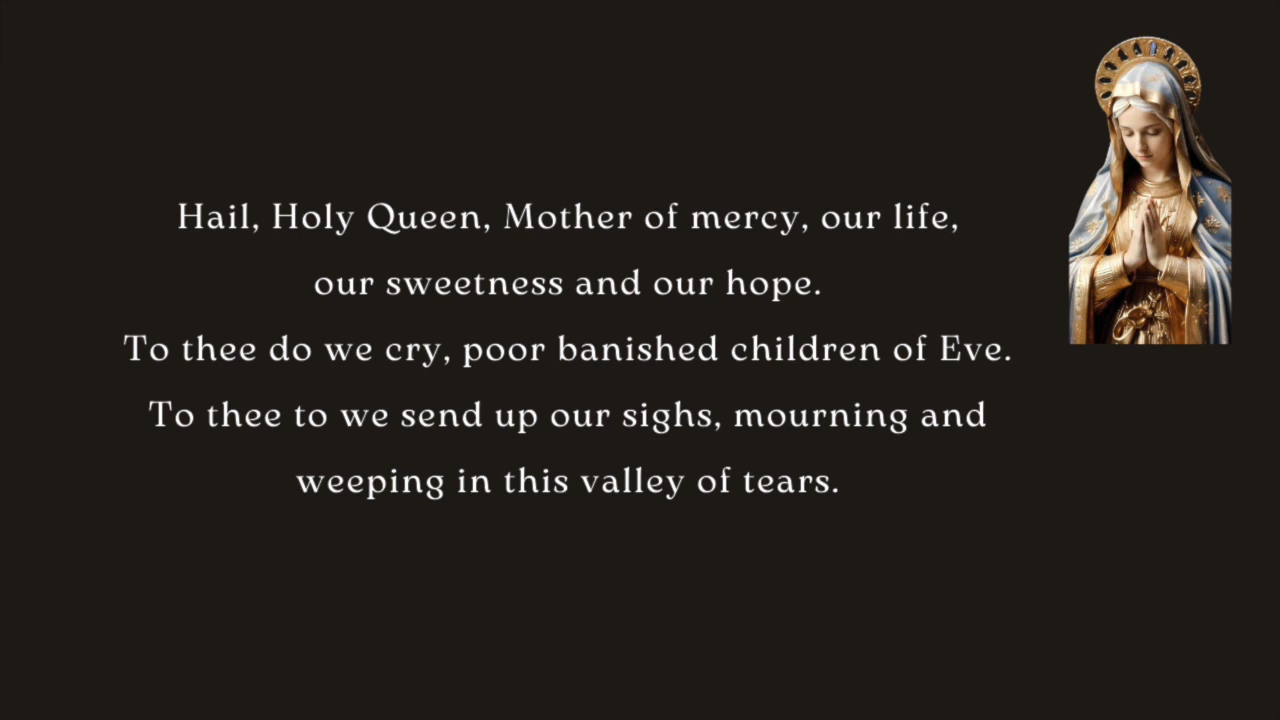 Hail, Holy Queen, Mother of mercy, our life,
our sweetness and our hope.
To thee do we cry, poor banished children of Eve.
To thee to we send up our sighs, mourning and
weeping in this valley of tears.